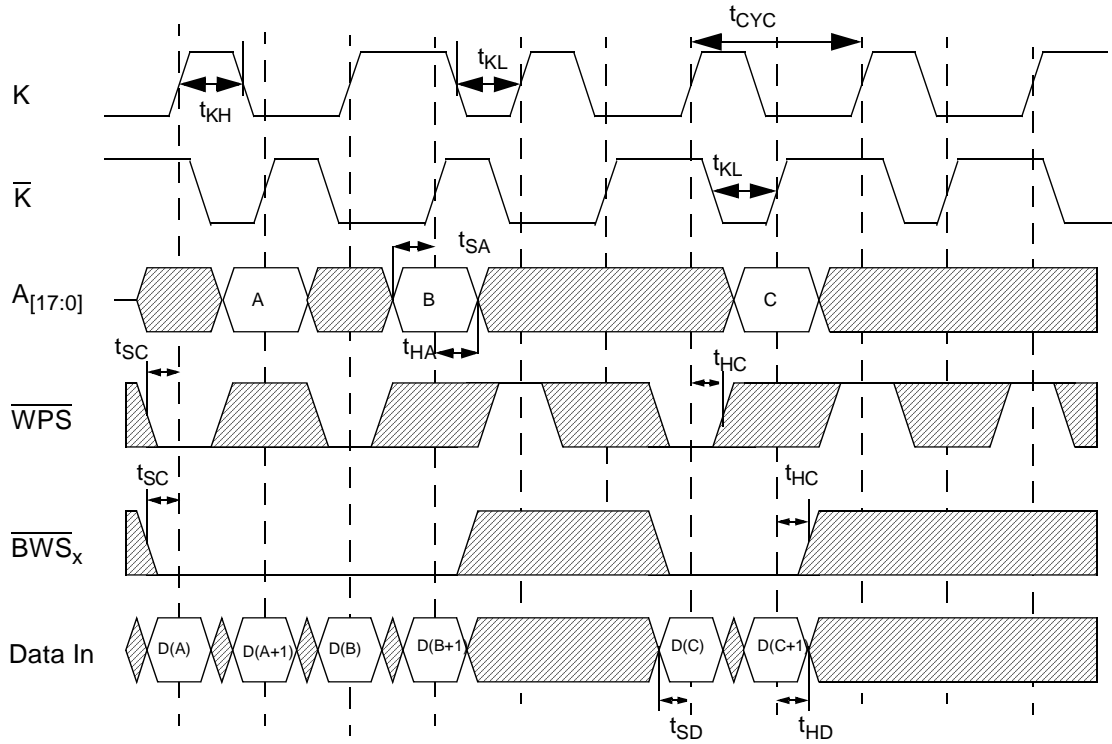 tCYC
K
tKH
tKL
K
tKL
A[17:0]
tSA
A
B
C
tHA
tSC
tHC
WPS
tSC
tHC
BWSx
Data In
D(A)
D(A+1)
D(B)
D(B+1)
D(C)
D(C+1)
tSD
tHD